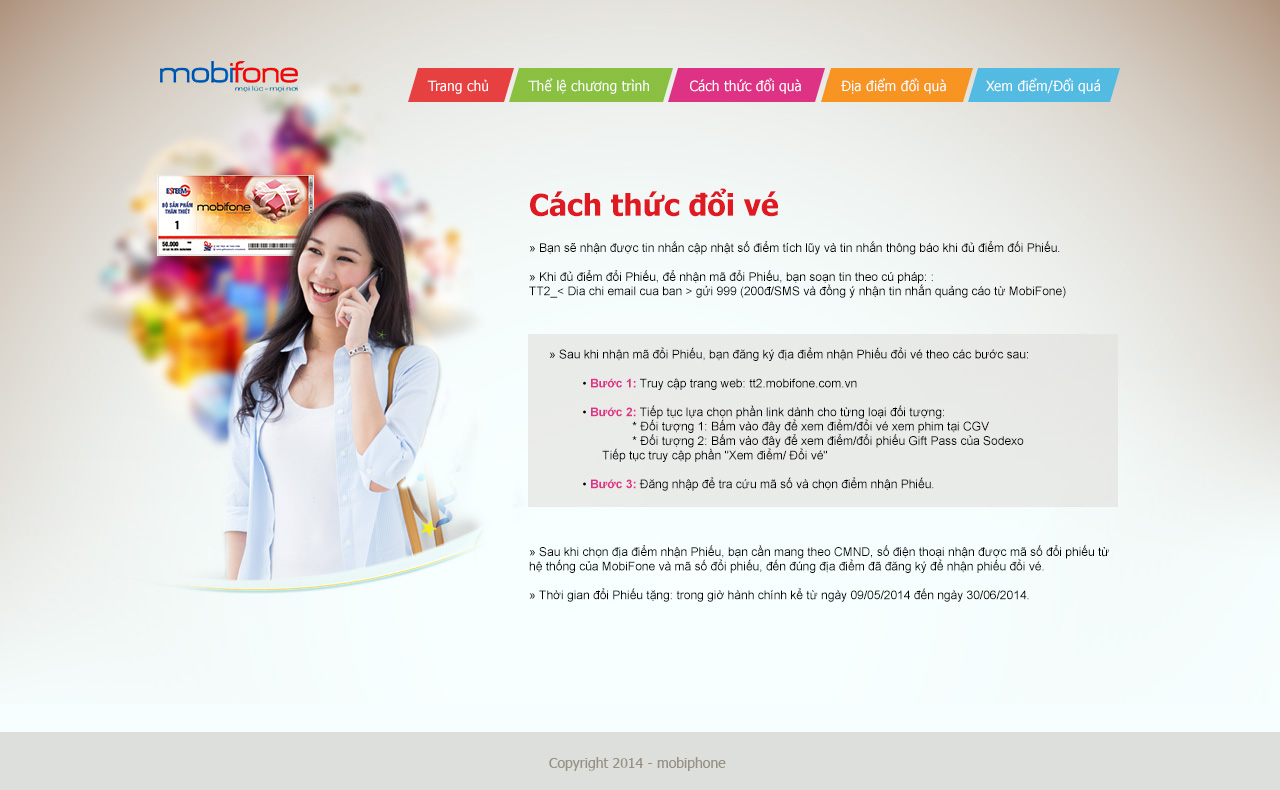 mobifone
mọi lúc - mọi nơi
Trang chủ
Thể lệ chương trình
Cách thức đổi quà
Địa điểm đổi quà
Xem điểm/Đổi quá
BỘ SẢN PHẨM
THÂN THIẾT
1
mobifone
50.000
Cách thức đổi vé
» Bạn sẽ nhận được tin nhắn cập nhật số điểm tích lũy và tin nhắn thông báo khi đủ điểm đổi Phiếu.
» Khi đủ điểm đổi Phiếu, để nhận mã đổi Phiếu, bạn soạn tin theo cú pháp: :
TT2_< Dia chi email cua ban > gửi 999 (200đ/SMS và đồng ý nhận tin nhắn quảng cáo từ MobiFone)
» Sau khi nhận mã đổi Phiếu, bạn đăng ký địa điểm nhận Phiếu đổi vé theo các bước sau:
• Bước 1: Truy cập trang web: tt2.mobifone.com.vn
• Bước 2: Tiếp tục lựa chọn phần link dành cho từng loại đối tượng:
* Đối tượng 1: Bấm vào đây để xem điểm/đổi vé xem phim tại CGV
* Đối tượng 2: Bấm vào đây để xem điểm/đổi phiếu Gift Pass của Sodexo
Tiếp tục truy cập phần "Xem điểm/ Đổi vé"
• Bước 3: Đăng nhập để tra cứu mã số và chọn điểm nhận Phiếu.
» Sau khi chọn địa điểm nhận Phiếu, bạn cần mang theo CMND, số điện thoại nhận được mã số đổi phiếu từ
hệ thống của MobiFone và mã số đổi phiếu, đến đúng địa điểm đã đăng ký để nhận phiếu đổi vé.
» Thời gian đổi Phiếu tặng: trong giờ hành chính kể từ ngày 09/05/2014 đến ngày 30/06/2014.
Copyright 2014 - mobiphone